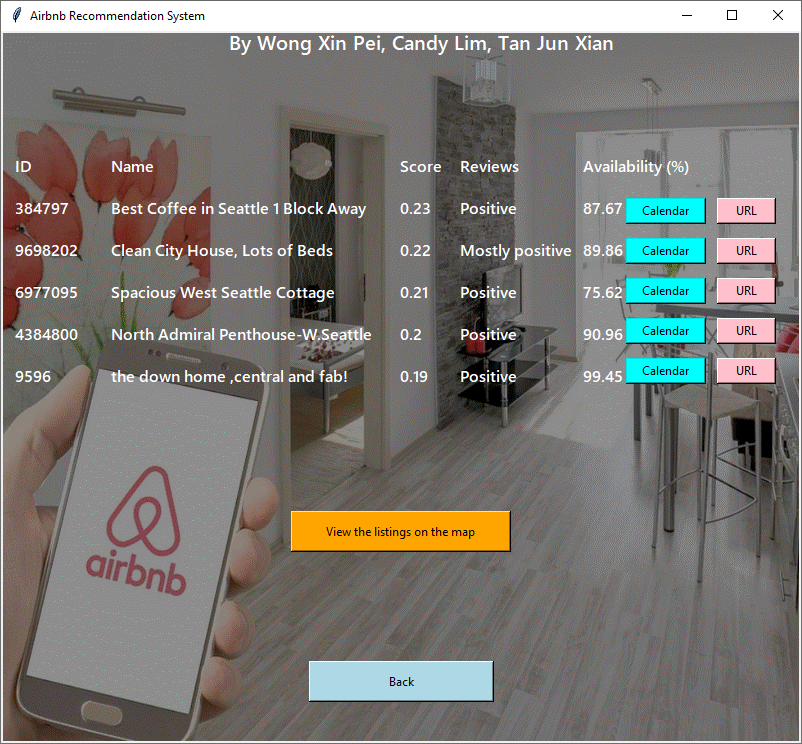 Airbnb Recommendation System
By Wong Xin Pei, Candy Lim, Tan Jun Xian
ID Name Score Reviews Availability (%)
384797 Best Coffee in Seattle 1 Block Away 0.23 Positive 87.67 Calendar URL
9698202 Clean City House, Lots of Beds 0.22 Mostly positive 89.86 Calendar URL
6977095 Spacious West Seattle Cottage 0.21 Positive 75.62 Calendar URL
4384800 North Admiral Penthouse-W.Seattle 0.2 Positive 90.96 Calendar URL
9596 the down home ,central and fab! 0.19 Positive 99.45 Calendar URL
airbnb
View the listings on the map
Back